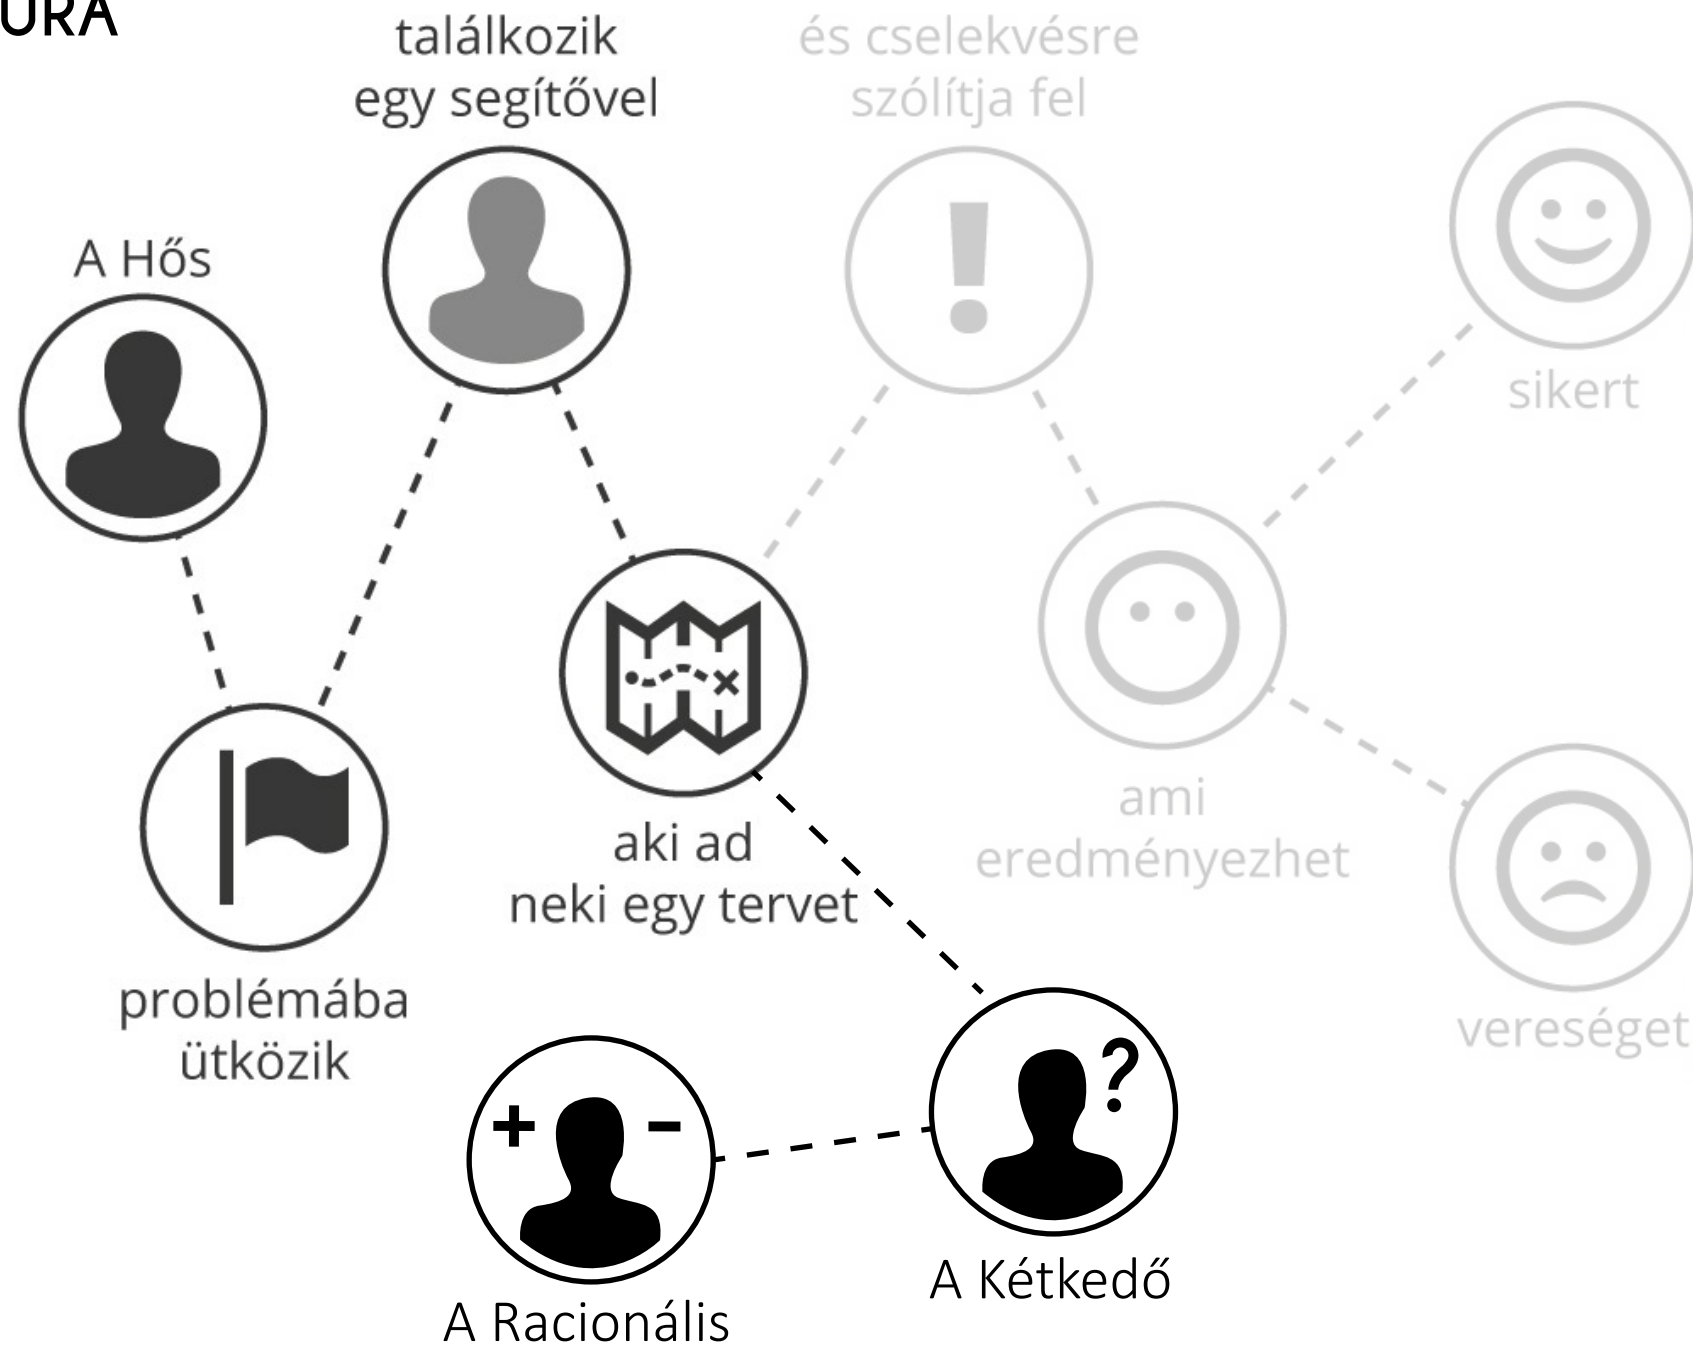 URA
A Hős
problémába
ütközik
találkozik
egy segítővel
aki ad
neki egy tervet
és cselekvésre
szólítja fel
ami
eredményezhet
sikert
vereséget
A Kétkedő
?
A Racionális
+ -